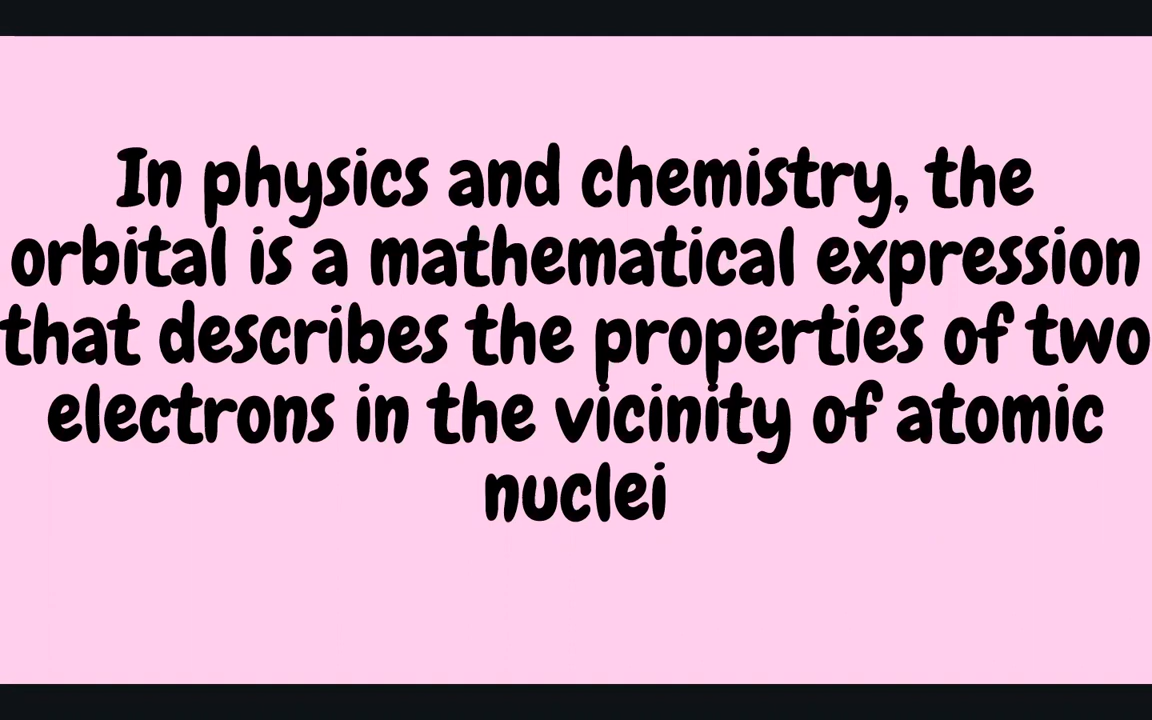 In physics and chemistry, the
orbital is a mathematical expression
that describes the properties of two
electrons in the vicinity of atomic
nuclei